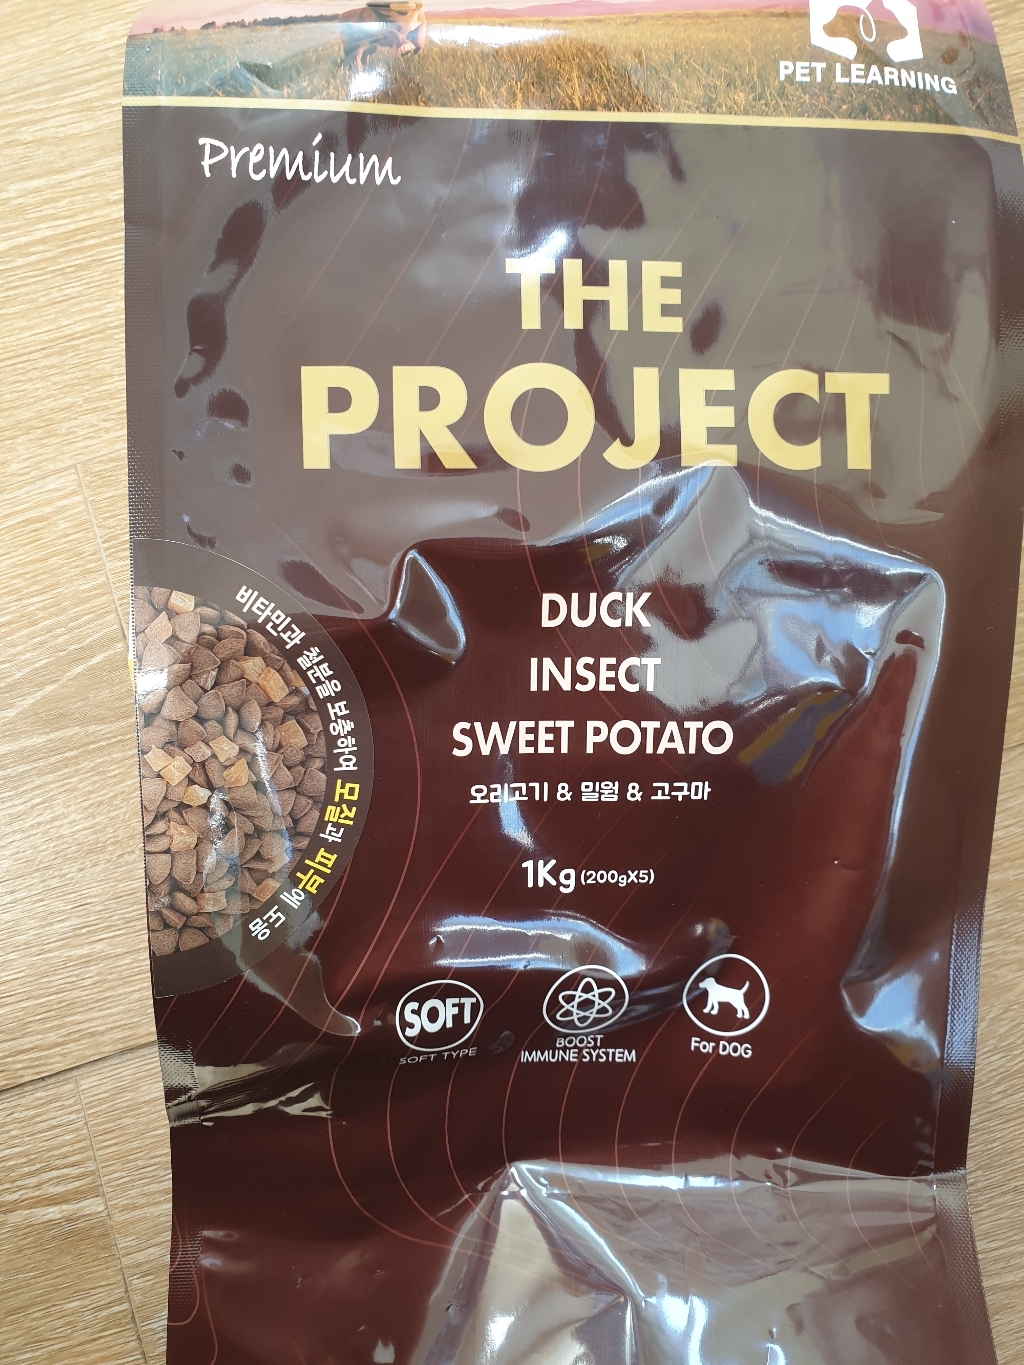 PET LEARNING
Premium
THE
PROJECT
비타민과 철분을 보충하여 모질과 피부에 도움
DUCK
INSECT
SWEET POTATO
오리고기 & 밀웜 & 고구마
1Kg (200gX5)
SOFT
SOFT TYPE
BOOST
IMMUNE SYSTEM
For DOG